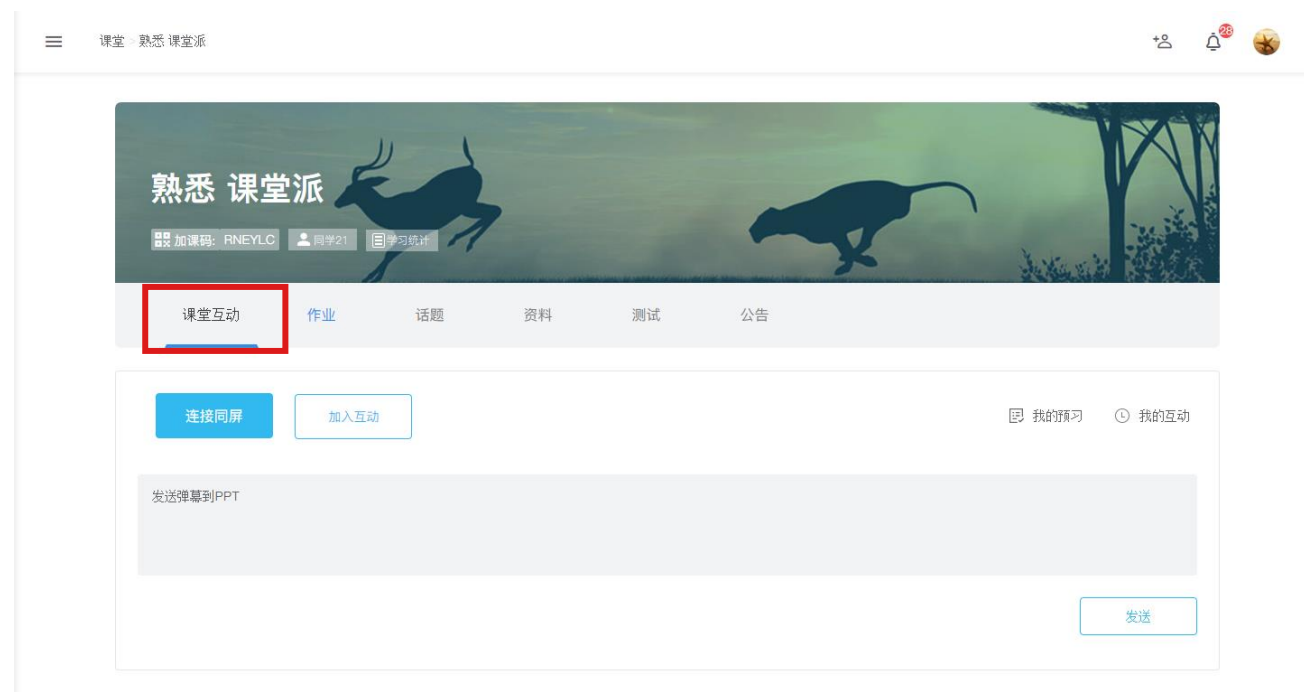 课堂 > 熟悉 课堂派
28
熟悉 课堂派
加课码: RNEYLC 同学21 学习统计
课堂互动 作业 话题 资料 测试 公告
连接同屏 加入互动 我的预习 我的互动
发送弹幕到PPT
发送